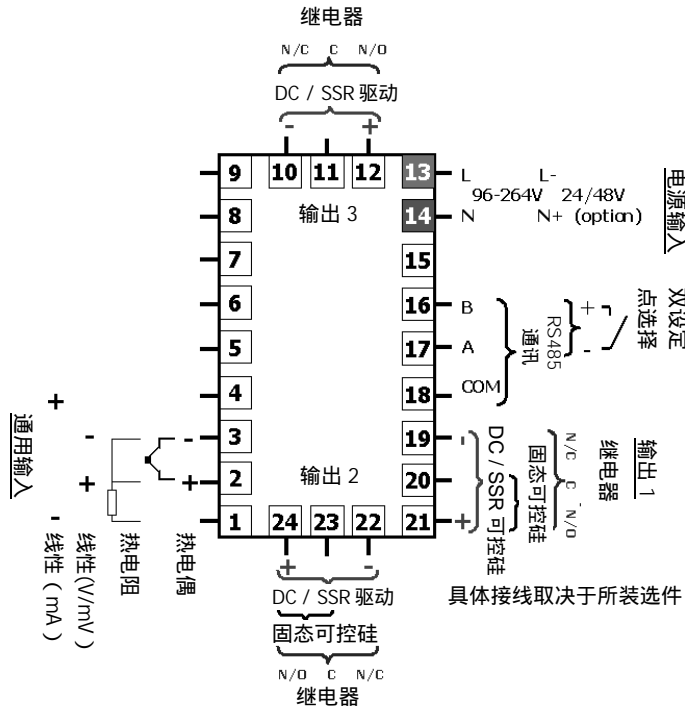 继电器
N/C C N/O
DC / SSR 驱动
- +
9 10 11 12 13 L L-
96-264V 24/48V
8 输出 3 14 N N+ (option)
电源输入
7 15
6 16 B
5 17 A
4 18 COM
通讯
RS485
+ -
双设定
点选择
3 19 -
2 输出 2 20
1 24 23 22 21 +
DC / SSR 可控硅
固态可控硅
N/C C N/O
继电器
输出 1
+ -
DC / SSR 驱动
固态可控硅
N/O C N/C
继电器
具体接线取决于所装选件
通用输入
+ - 线性 ( mA )
- + 线性(V/mV)
热电阻
- + 热电偶